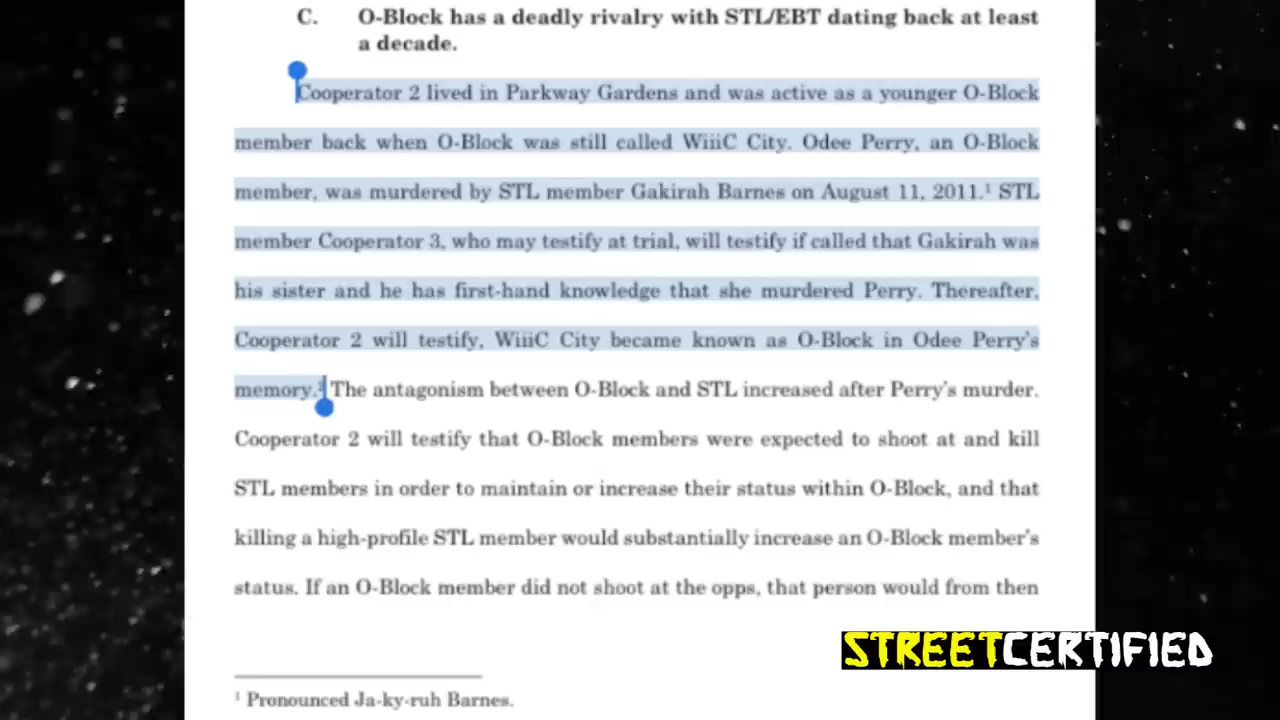 C. O-Block has a deadly rivalry with STL/EBT dating back at least
a decade.
Cooperator 2 lived in Parkway Gardens and was active as a younger O-Block
member back when O-Block was still called WiiiC City. Odee Perry, an O-Block
member, was murdered by STL member Gakirah Barnes on August 11, 2011.¹ STL
member Cooperator 3, who may testify at trial, will testify if called that Gakirah was
his sister and he has first-hand knowledge that she murdered Perry. Thereafter,
Cooperator 2 will testify, WiiiC City became known as O-Block in Odee Perry's
memory. The antagonism between O-Block and STL increased after Perry's murder.
Cooperator 2 will testify that O-Block members were expected to shoot at and kill
STL members in order to maintain or increase their status within O-Block, and that
killing a high-profile STL member would substantially increase an O-Block member's
status. If an O-Block member did not shoot at the opps, that person would from then
STREETCERTIFIED
¹ Pronounced Ja-ky-ruh Barnes.